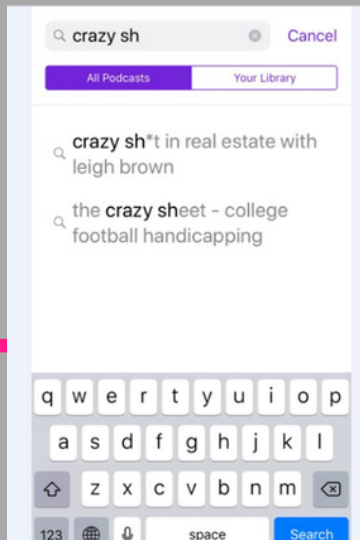 crazy sh
Cancel
All Podcasts
Your Library
crazy sh*t in real estate with
leigh brown
the crazy sheet - college
football handicapping
q w e r t y u i o p
a s d f g h j k l
z x c v b n m
123
space
Search